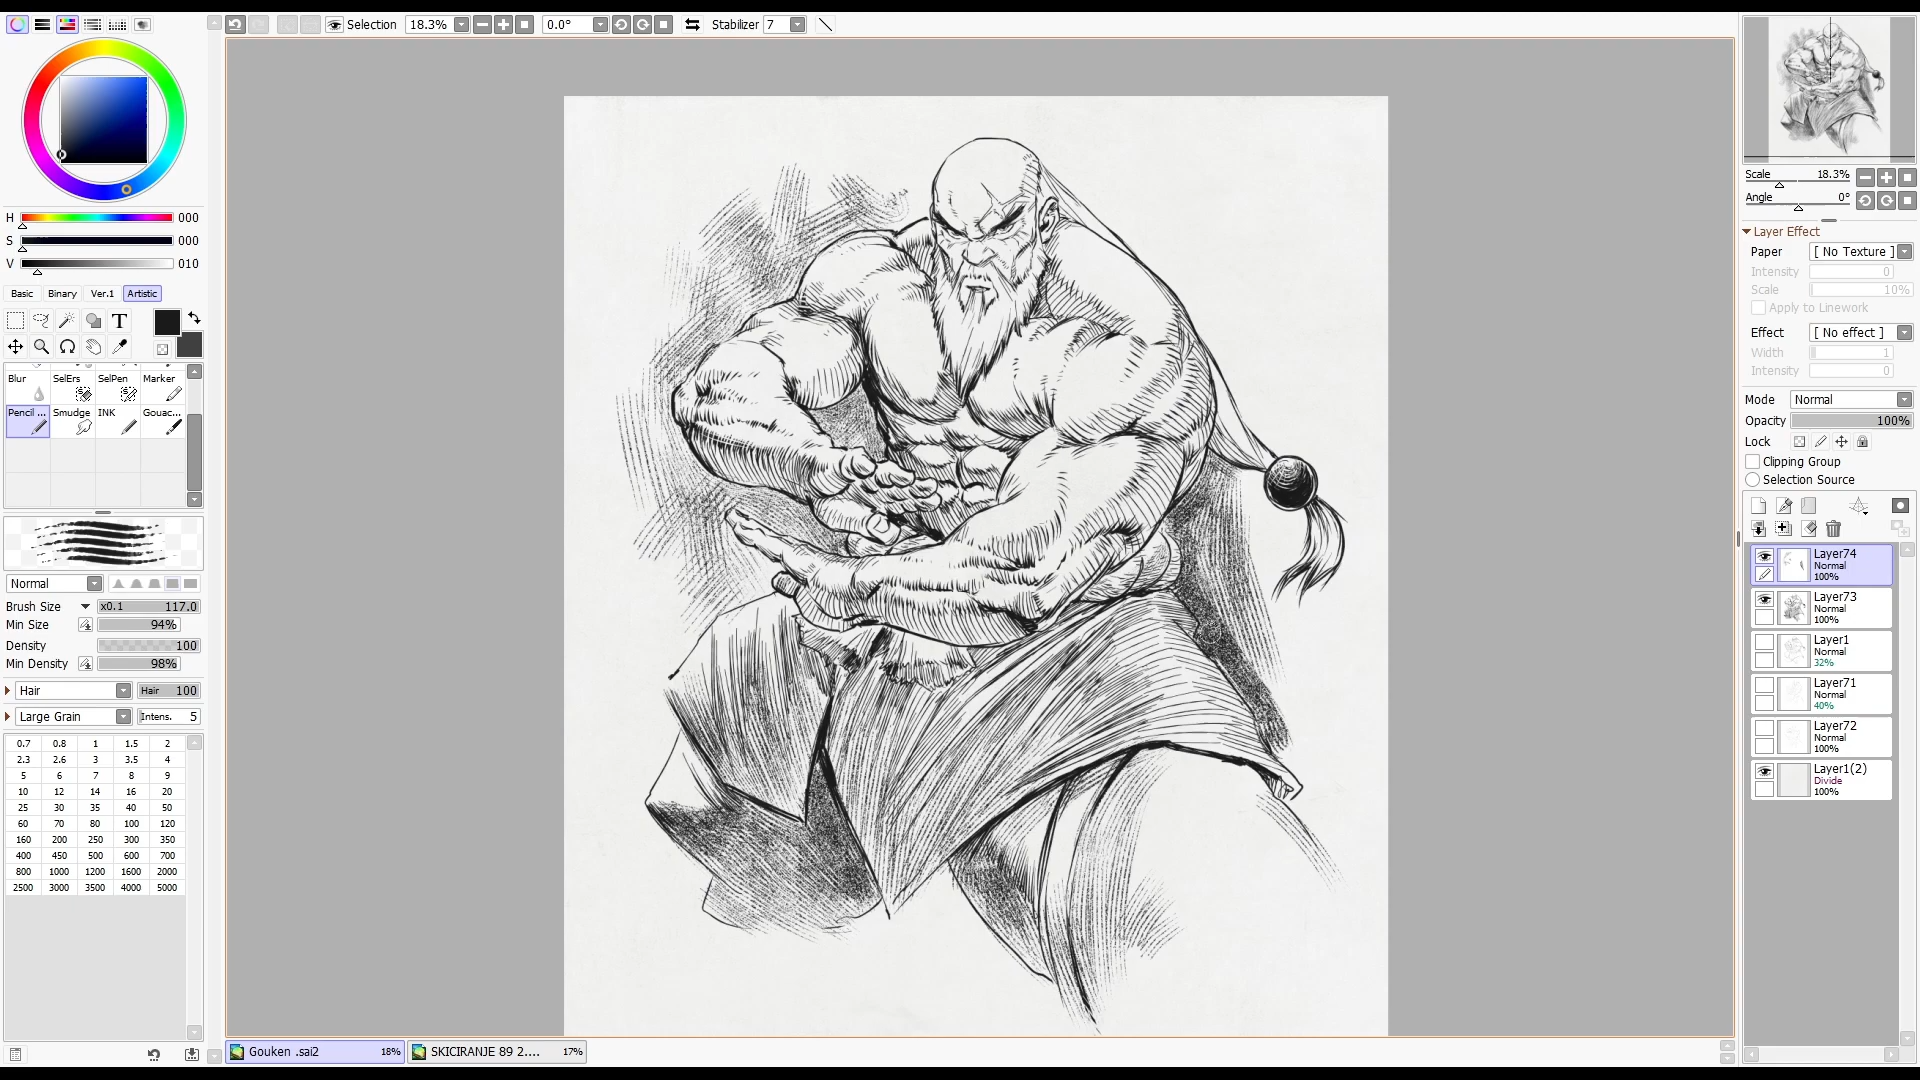 Selection 18.3% 0.0° Stabilizer 7
H 000
S 000
V 010
Basic Binary Ver.1 Artistic
T
Blur SelErs SelPen Marker
Pencil ... Smudge INK Gouac...
Normal
Brush Size x0.1 117.0
Min Size 94%
Density 100
Min Density 98%
Hair Hair 100
Large Grain Intens. 5
0.7 0.8 1 1.5 2
2.3 2.6 3 3.5 4
5 6 7 8 9
10 12 14 16 20
25 30 35 40 50
60 70 80 100 120
160 200 250 300 350
400 450 500 600 700
800 1000 1200 1600 2000
2500 3000 3500 4000 5000
Gouken .sai2 18% SKICIRANJE 89 2.... 17%
Scale 18.3%
Angle 0°
Layer Effect
Paper [ No Texture ]
Intensity 0
Scale 10%
Apply to Linework
Effect [ No effect ]
Width 1
Intensity 0
Mode Normal
Opacity 100%
Lock
Clipping Group
Selection Source
Layer74
Normal
100%
Layer73
Normal
100%
Layer1
Normal
32%
Layer71
Normal
40%
Layer72
Normal
100%
Layer1(2)
Divide
100%